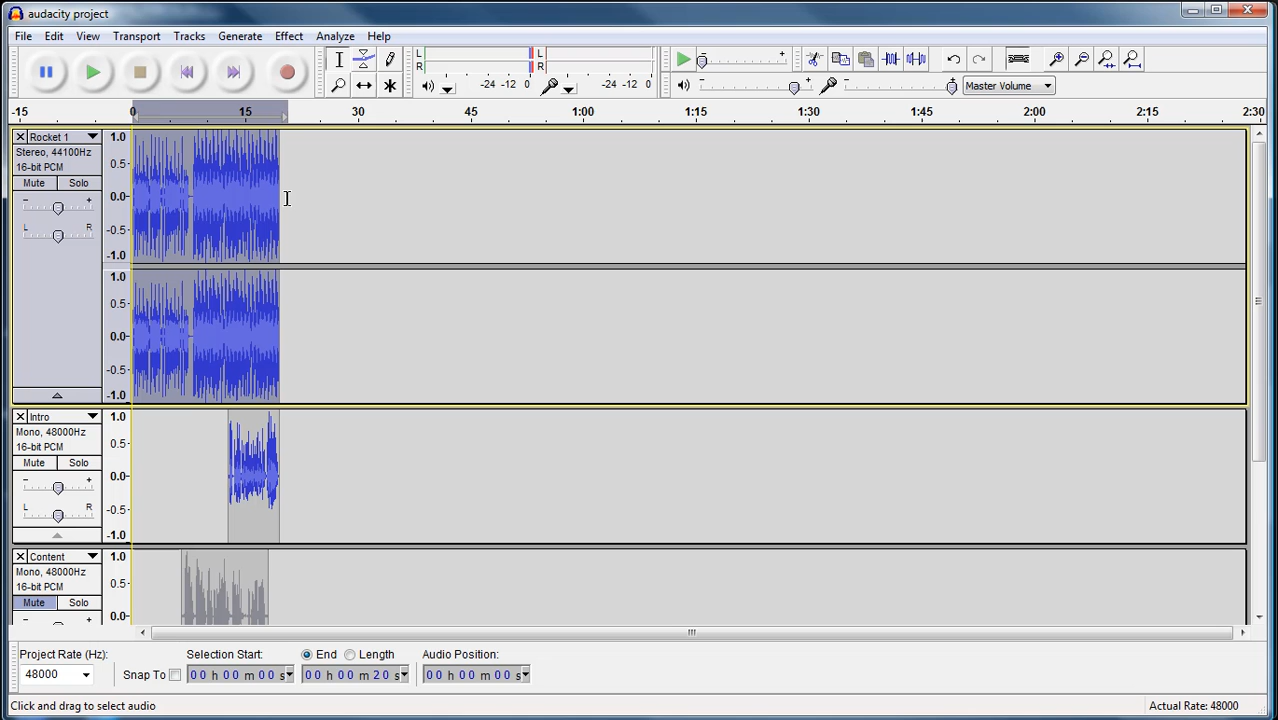 audacity project
File Edit View Transport Tracks Generate Effect Analyze Help
L
R
-24 -12 0
L
R
-24 -12 0
Master Volume
-15 0 15 30 45 1:00 1:15 1:30 1:45 2:00 2:15 2:30
Rocket 1
Stereo, 44100Hz
16-bit PCM
Mute Solo
- +
L R
1.0
0.5
0.0
-0.5
-1.0
1.0
0.5
0.0
-0.5
-1.0
Intro
Mono, 48000Hz
16-bit PCM
Mute Solo
- +
L R
1.0
0.5
0.0
-0.5
-1.0
Content
Mono, 48000Hz
16-bit PCM
Mute Solo
1.0
0.5
0.0
Project Rate (Hz): Selection Start: End Length Audio Position:
48000 Snap To 00 h 00 m 00 s 00 h 00 m 20 s 00 h 00 m 00 s
Click and drag to select audio Actual Rate: 48000